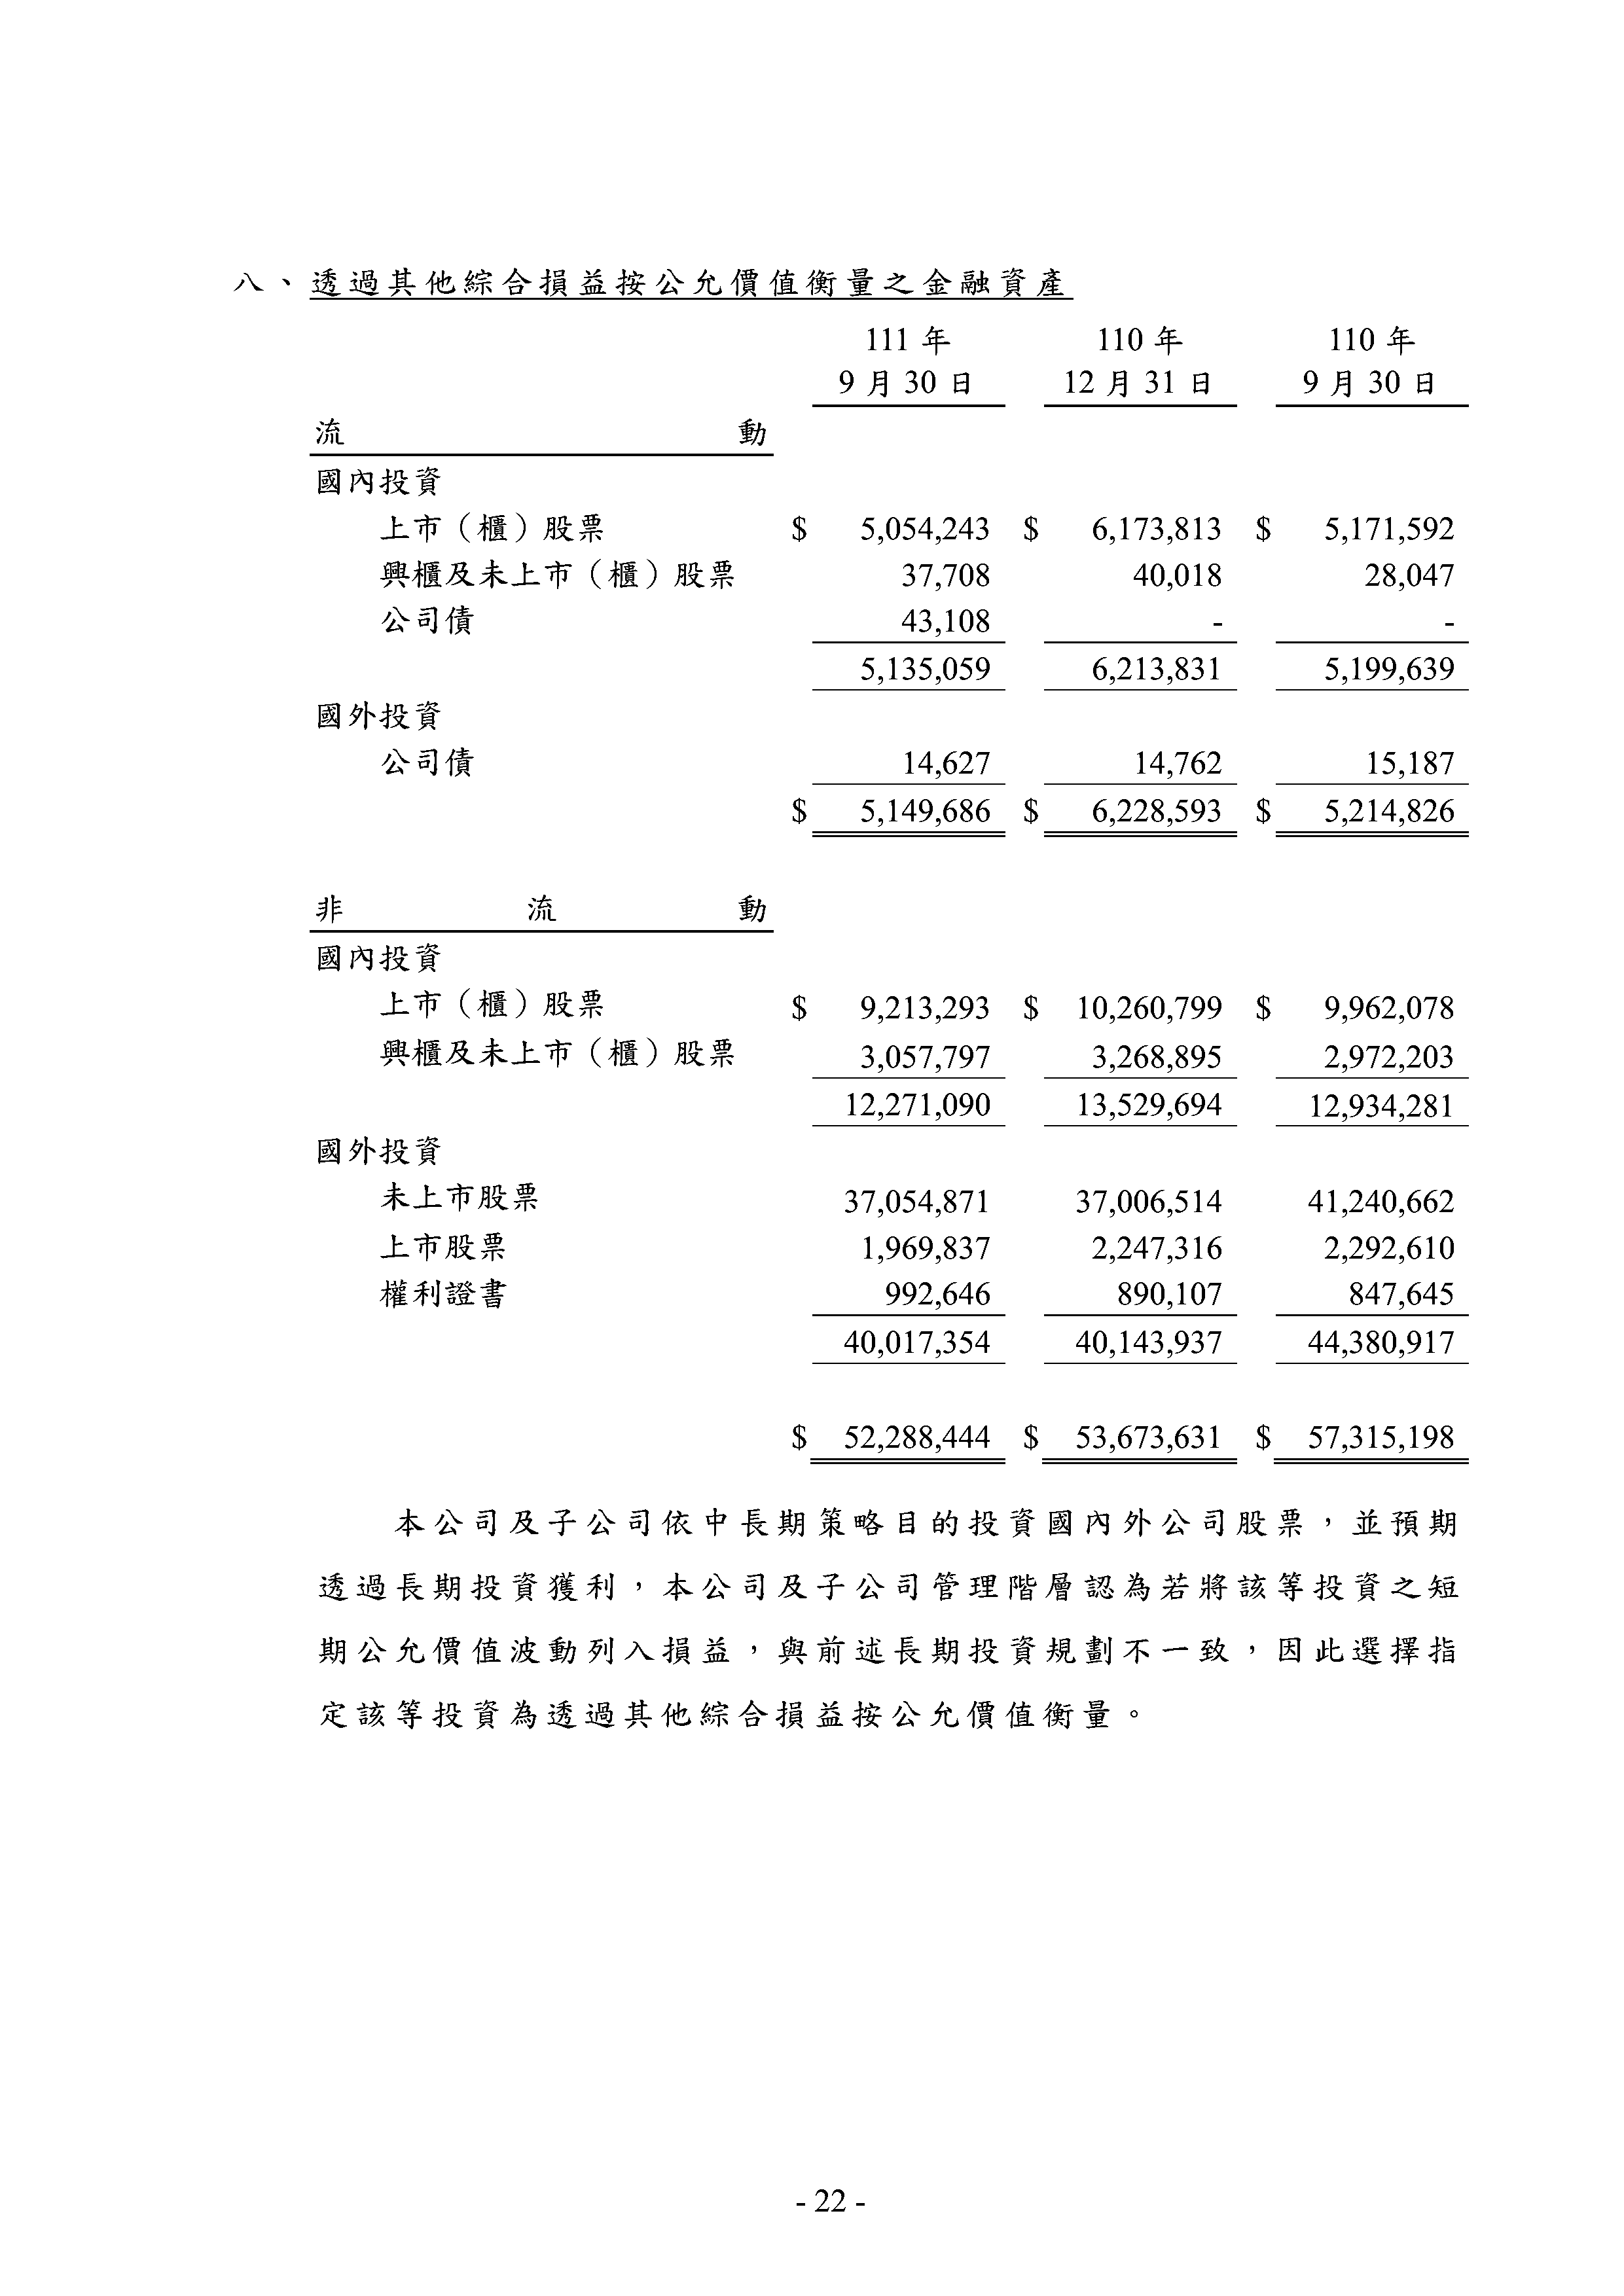 八、透過其他綜合損益按公允價值衡量之金融資產
111 年 110 年 110 年
9 月 30 日 12 月 31 日 9 月 30 日
流動
國內投資
上市（櫃）股票 $ 5,054,243 $ 6,173,813 $ 5,171,592
興櫃及未上市（櫃）股票 37,708 40,018 28,047
公司債 43,108 - -
5,135,059 6,213,831 5,199,639
國外投資
公司債 14,627 14,762 15,187
$ 5,149,686 $ 6,228,593 $ 5,214,826
非流動
國內投資
上市（櫃）股票 $ 9,213,293 $ 10,260,799 $ 9,962,078
興櫃及未上市（櫃）股票 3,057,797 3,268,895 2,972,203
12,271,090 13,529,694 12,934,281
國外投資
未上市股票 37,054,871 37,006,514 41,240,662
上市股票 1,969,837 2,247,316 2,292,610
權利證書 992,646 890,107 847,645
40,017,354 40,143,937 44,380,917
$ 52,288,444 $ 53,673,631 $ 57,315,198
本公司及子公司依中長期策略目的投資國內外公司股票，並預期
透過長期投資獲利，本公司及子公司管理階層認為若將該等投資之短
期公允價值波動列入損益，與前述長期投資規劃不一致，因此選擇指
定該等投資為透過其他綜合損益按公允價值衡量。
- 22 -